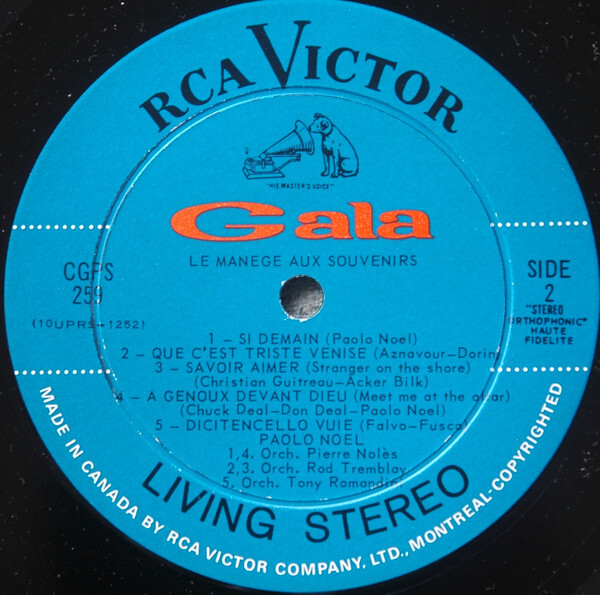 RCA VICTOR
"HIS MASTER'S VOICE"
Gala
LE MANEGE AUX SOUVENIRS
CGPS
259
(10UPRS-1252)
SIDE
2
"STEREO
ORTHOPHONIC"
HAUTE
FIDELITE
1 – SI DEMAIN (Paolo Noel)
2 – QUE C'EST TRISTE VENISE (Aznavour-Dorin)
3 – SAVOIR AIMER (Stranger on the shore)
(Christian Guitreau-Acker Bilk)
4 – A GENOUX DEVANT DIEU (Meet me at the altar)
(Chuck Deal-Don Deal-Paolo Noel)
5 – DICITENCELLO VUIE (Falvo-Fusco)
PAOLO NOEL
1,4. Orch. Pierre Nolès
2,3. Orch. Rod Tremblay
5, Orch. Tony Romandini
LIVING STEREO
MADE IN CANADA BY RCA VICTOR COMPANY, LTD., MONTREAL-COPYRIGHTED